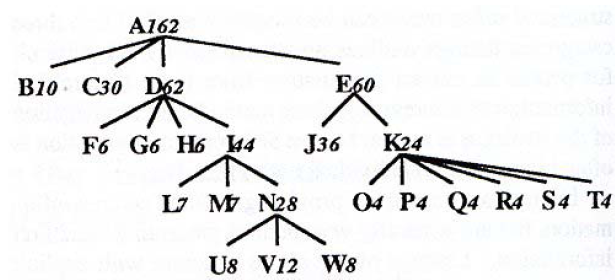 A162
B10 C30 D62 E60
F6 G6 H6 I44 J36 K24
L7 M7 N28 O4 P4 Q4 R4 S4 T4
U8 V12 W8